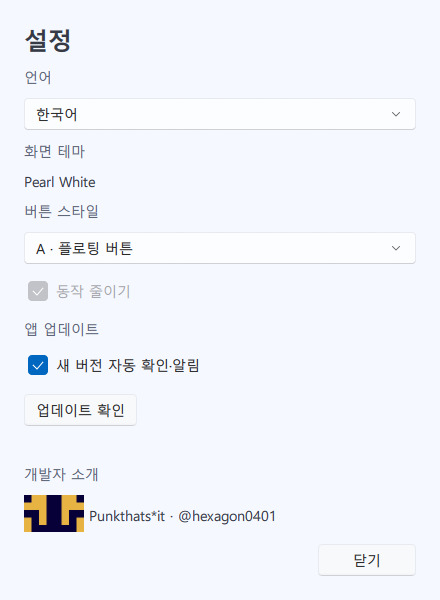 설정
언어
한국어
화면 테마
Pearl White
버튼 스타일
A · 플로팅 버튼
동작 줄이기
앱 업데이트
새 버전 자동 확인·알림
업데이트 확인
개발자 소개
Punkthats*it · @hexagon0401
닫기